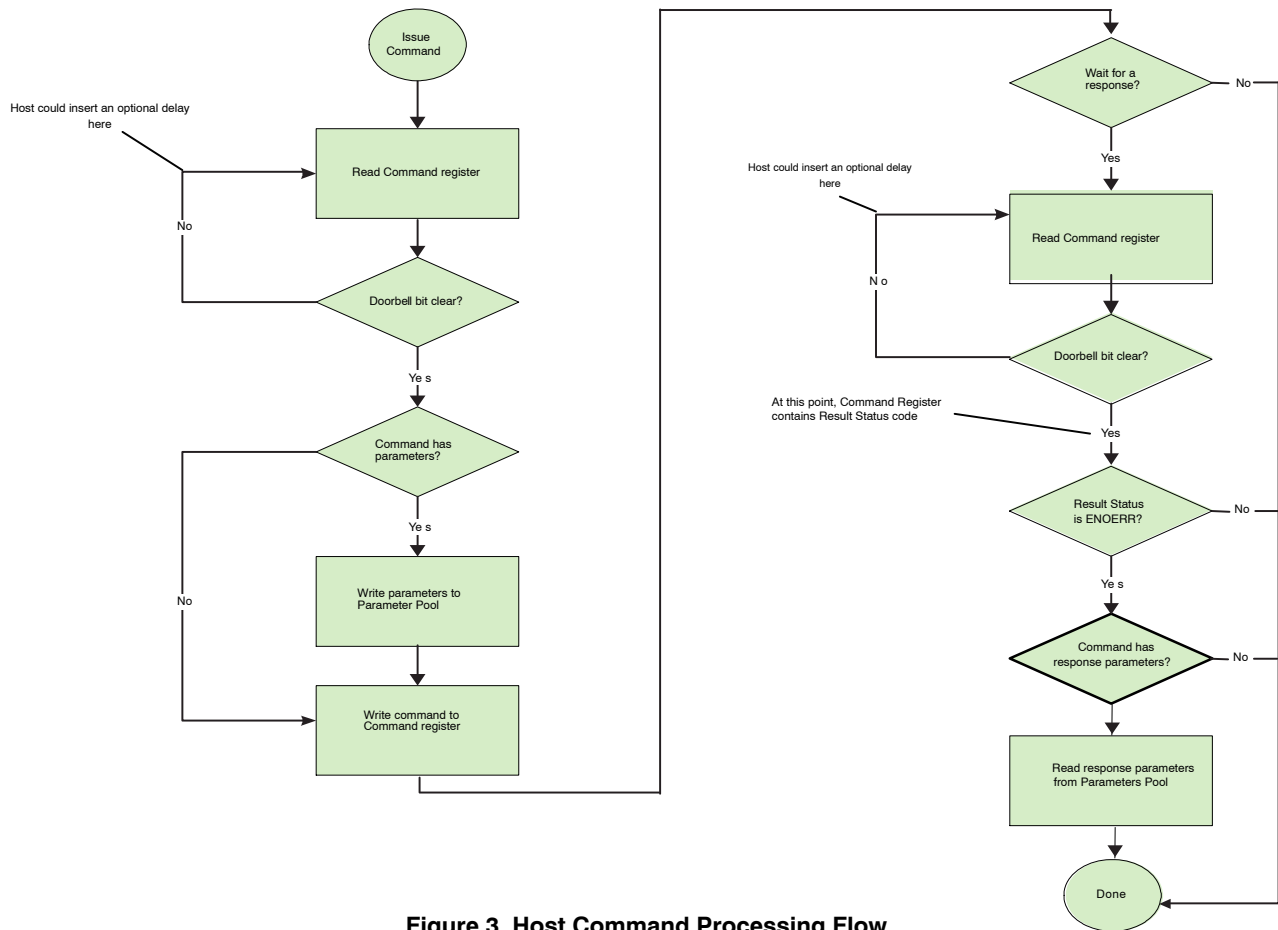 Issue
Command
Host could insert an optional delay
here
Read Command register
No
Doorbell bit clear?
Ye s
Command has
parameters?
Ye s
No
Write parameters to
Parameter Pool
Write command to
Command register
Wait for a
response?
No
Yes
Host could insert an optional delay
here
Read Command register
N o
Doorbell bit clear?
At this point, Command Register
contains Result Status code
Yes
Result Status
is ENOERR?
No
Ye s
Command has
response parameters?
No
Read response parameters
from Parameters Pool
Done
Figure 3. Host Command Processing Flow